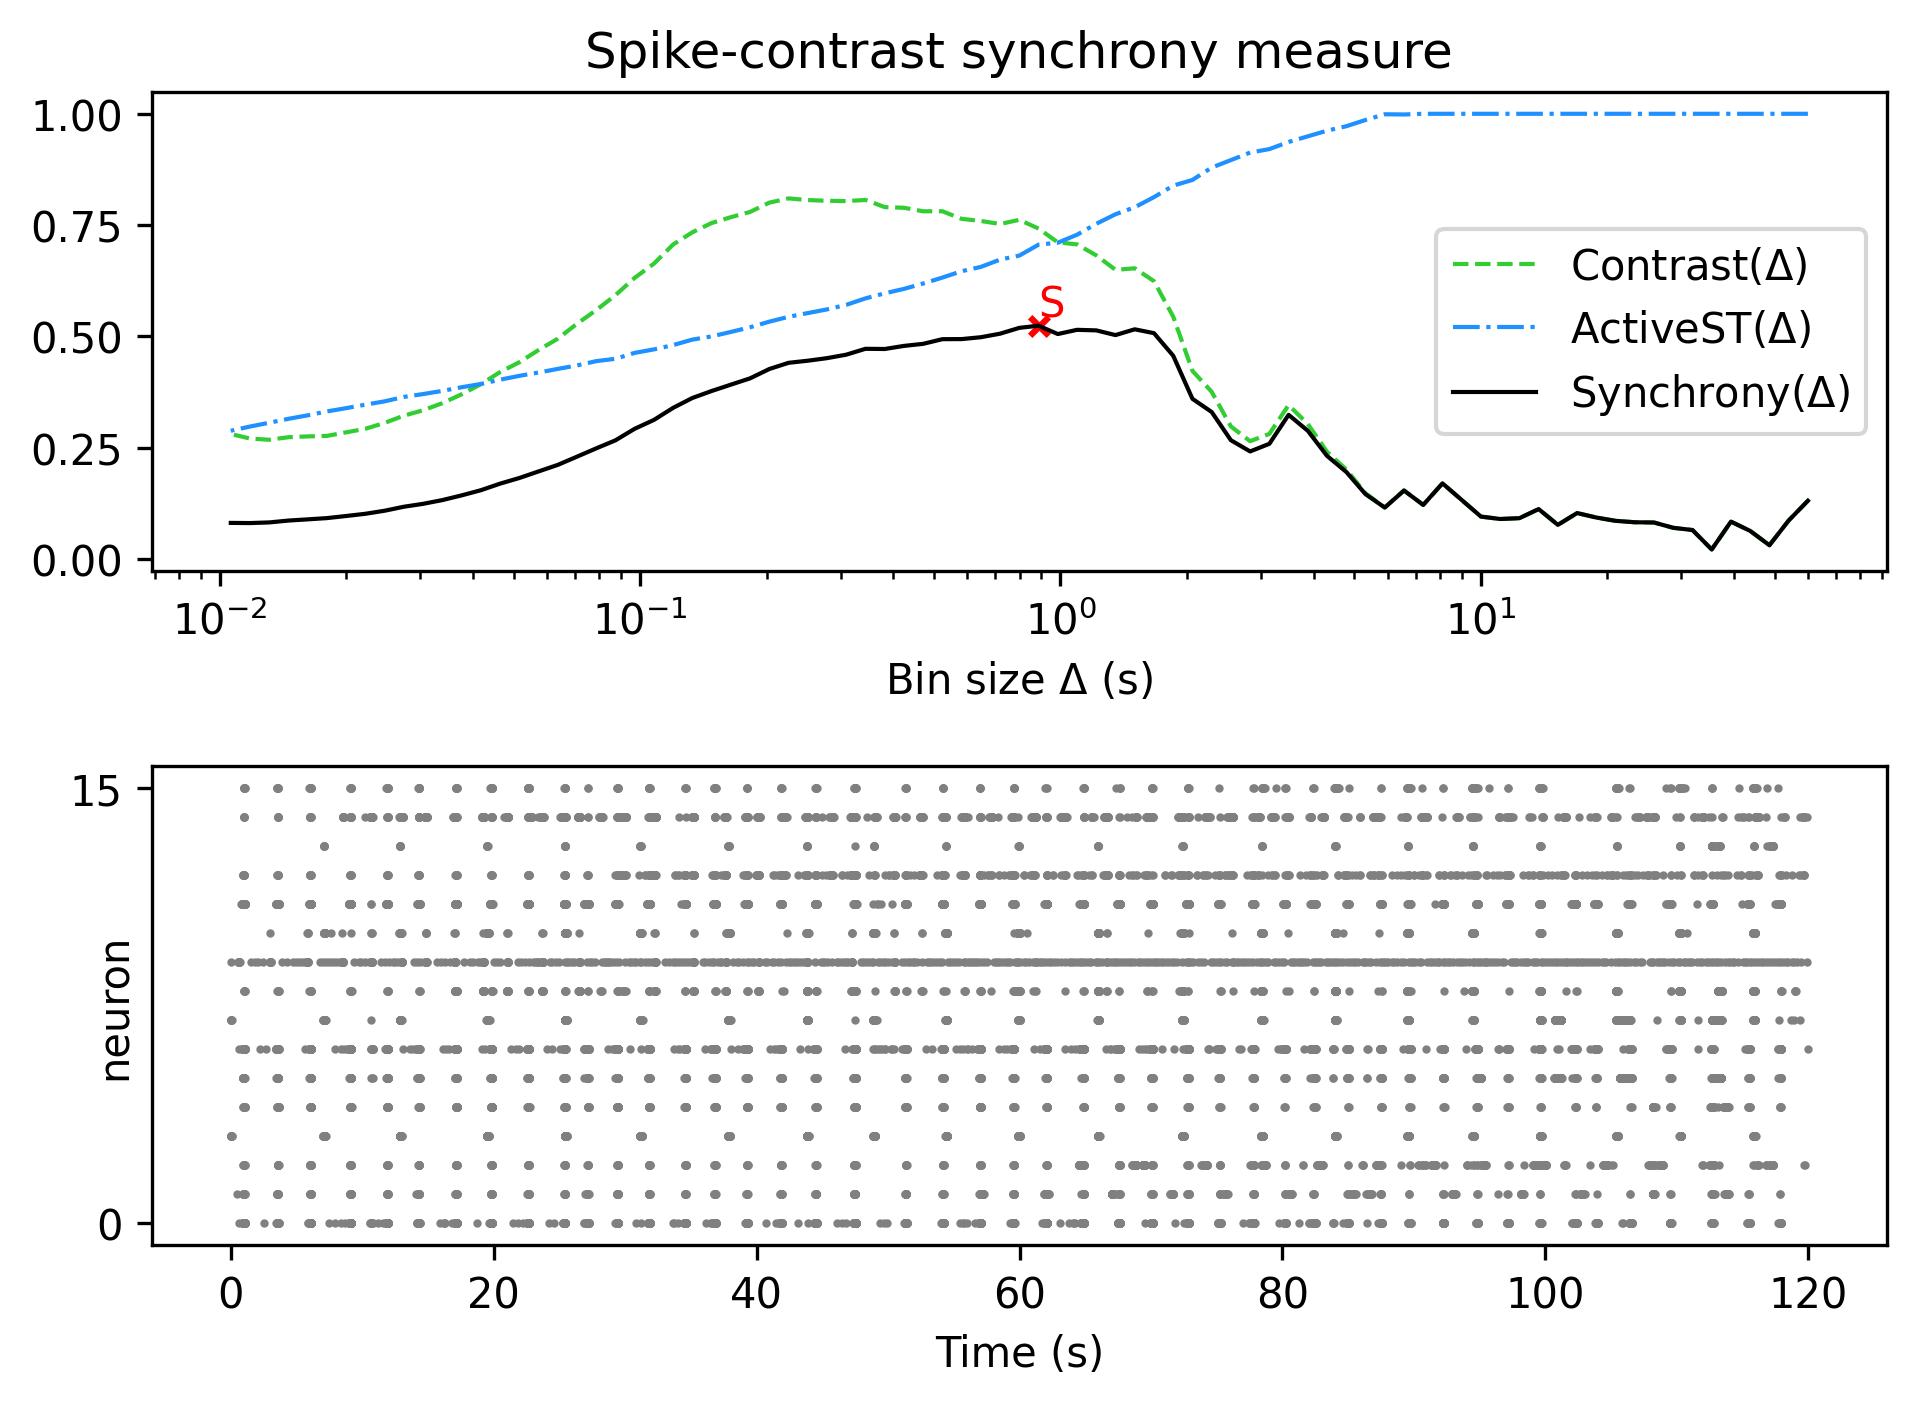 Spike-contrast synchrony measure
1.00
0.75
0.50
0.25
0.00
S
Contrast(Δ)
ActiveST(Δ)
Synchrony(Δ)
10⁻² 10⁻¹ 10⁰ 10¹
Bin size Δ (s)
15
neuron
0
0 20 40 60 80 100 120
Time (s)